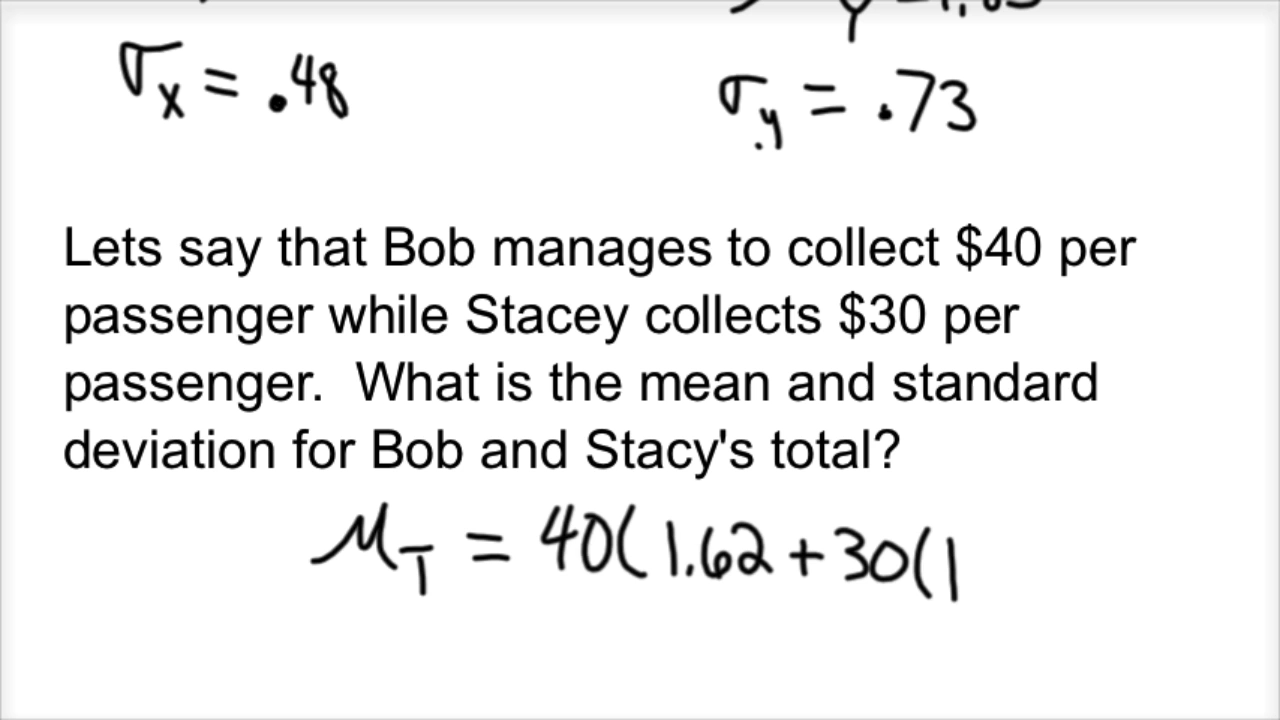 σx = .48
σy = .73
Lets say that Bob manages to collect $40 per
passenger while Stacey collects $30 per
passenger.  What is the mean and standard
deviation for Bob and Stacy's total?
μT = 40(1.62 + 30(1